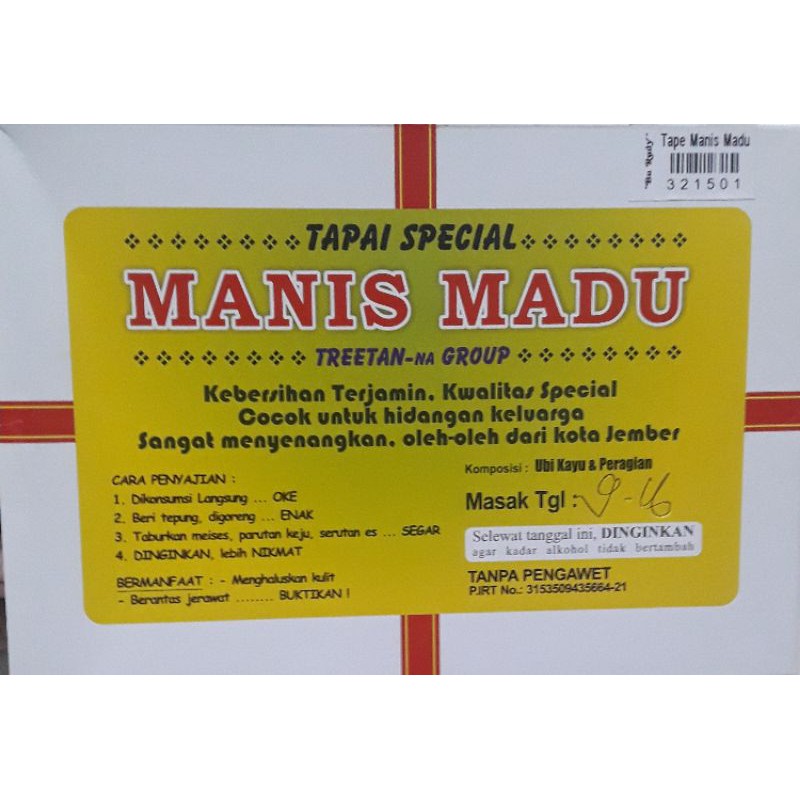 "Bu Rudy"
Tape Manis Madu
321501
TAPAI SPECIAL
MANIS MADU
TREETAN-NA GROUP
Kebersihan Terjamin, Kwalitas Special
Cocok untuk hidangan keluarga
Sangat menyenangkan, oleh-oleh dari kota Jember
CARA PENYAJIAN :
1. Dikonsumsi Langsung ... OKE
2. Beri tepung, digoreng ... ENAK
3. Taburkan meises, parutan keju, serutan es ... SEGAR
4. DINGINKAN, lebih NIKMAT
BERMANFAAT : - Menghaluskan kulit
- Berantas jerawat ........ BUKTIKAN !
Komposisi : Ubi Kayu & Peragian
Masak Tgl : 9-16
Selewat tanggal ini, DINGINKAN
agar kadar alkohol tidak bertambah
TANPA PENGAWET
P.IRT No.: 3153509435664-21